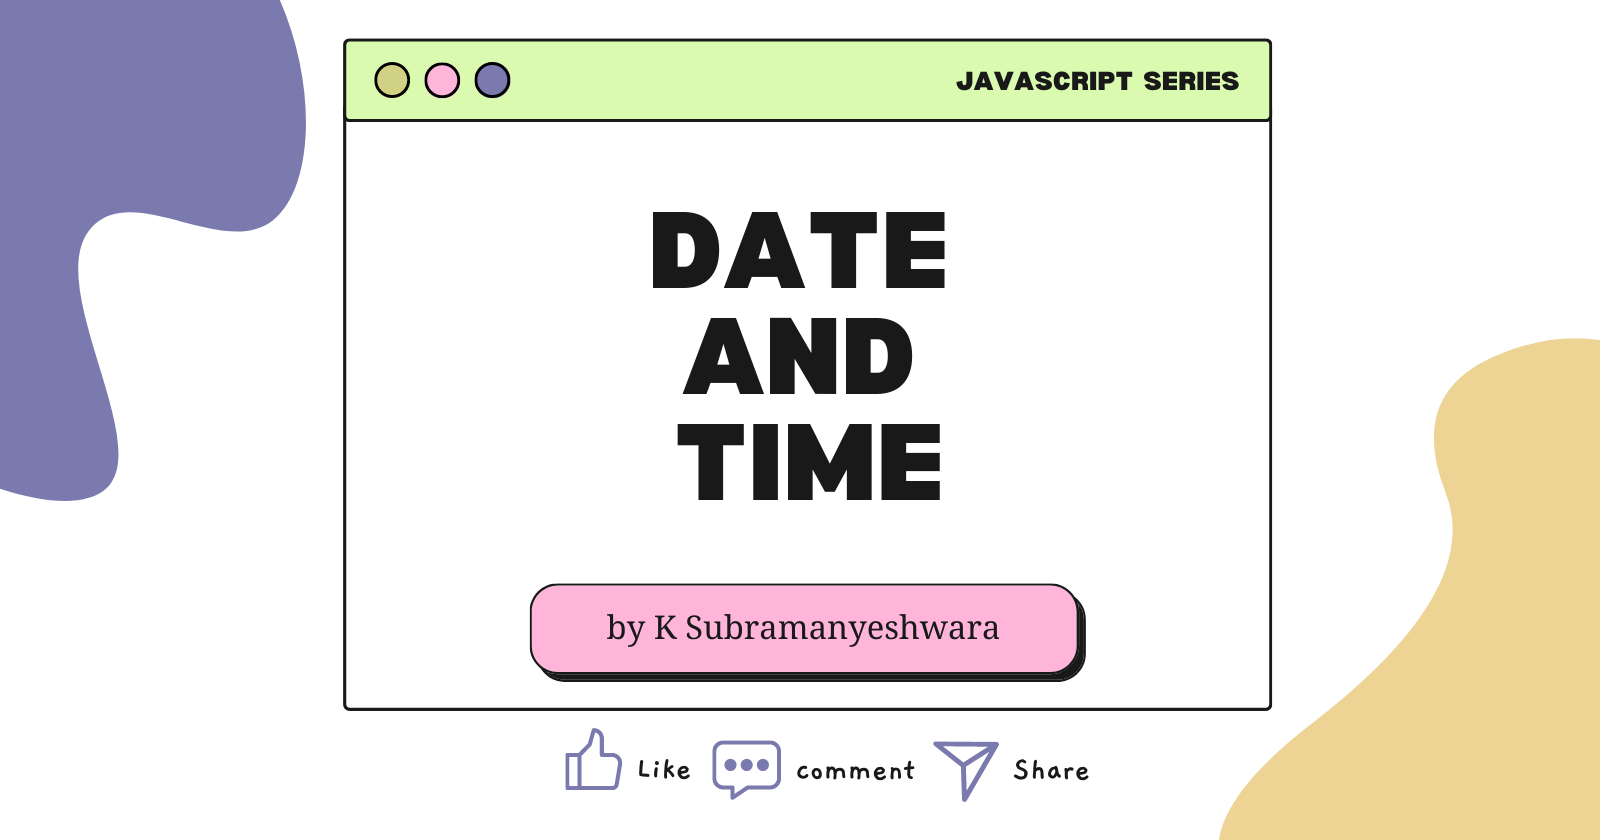 JAVASCRIPT SERIES
DATE
AND
TIME
by K Subramanyeshwara
Like comment Share